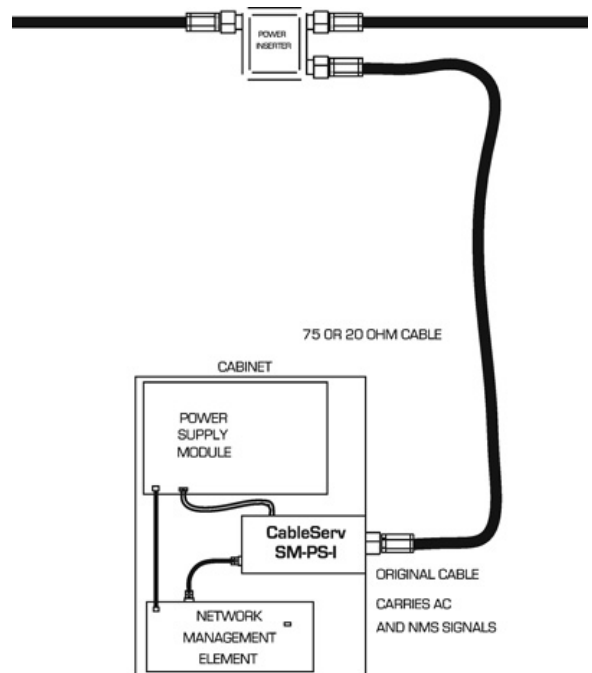 POWER
INSERTER
75 OR 20 OHM CABLE
CABINET
POWER
SUPPLY
MODULE
CableServ
SM-PS-I
ORIGINAL CABLE
CARRIES AC
AND NMS SIGNALS
NETWORK
MANAGEMENT
ELEMENT